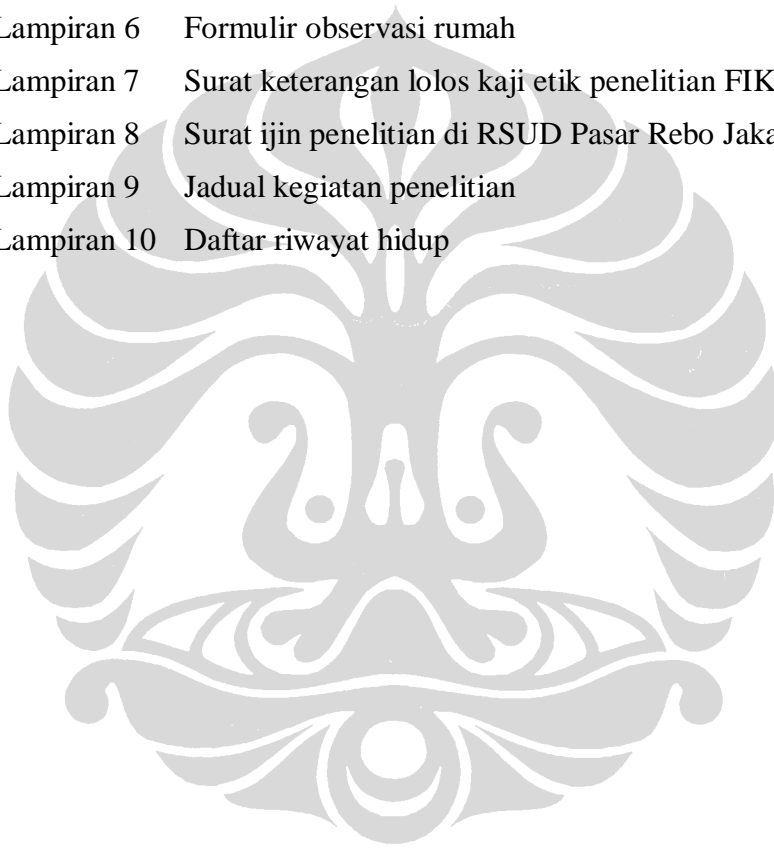 Lampiran 6 Formulir observasi rumah
Lampiran 7 Surat keterangan lolos kaji etik penelitian FIK
Lampiran 8 Surat ijin penelitian di RSUD Pasar Rebo
Lampiran 9 Jadual kegiatan penelitian
Lampiran 10 Daftar riwayat hidup